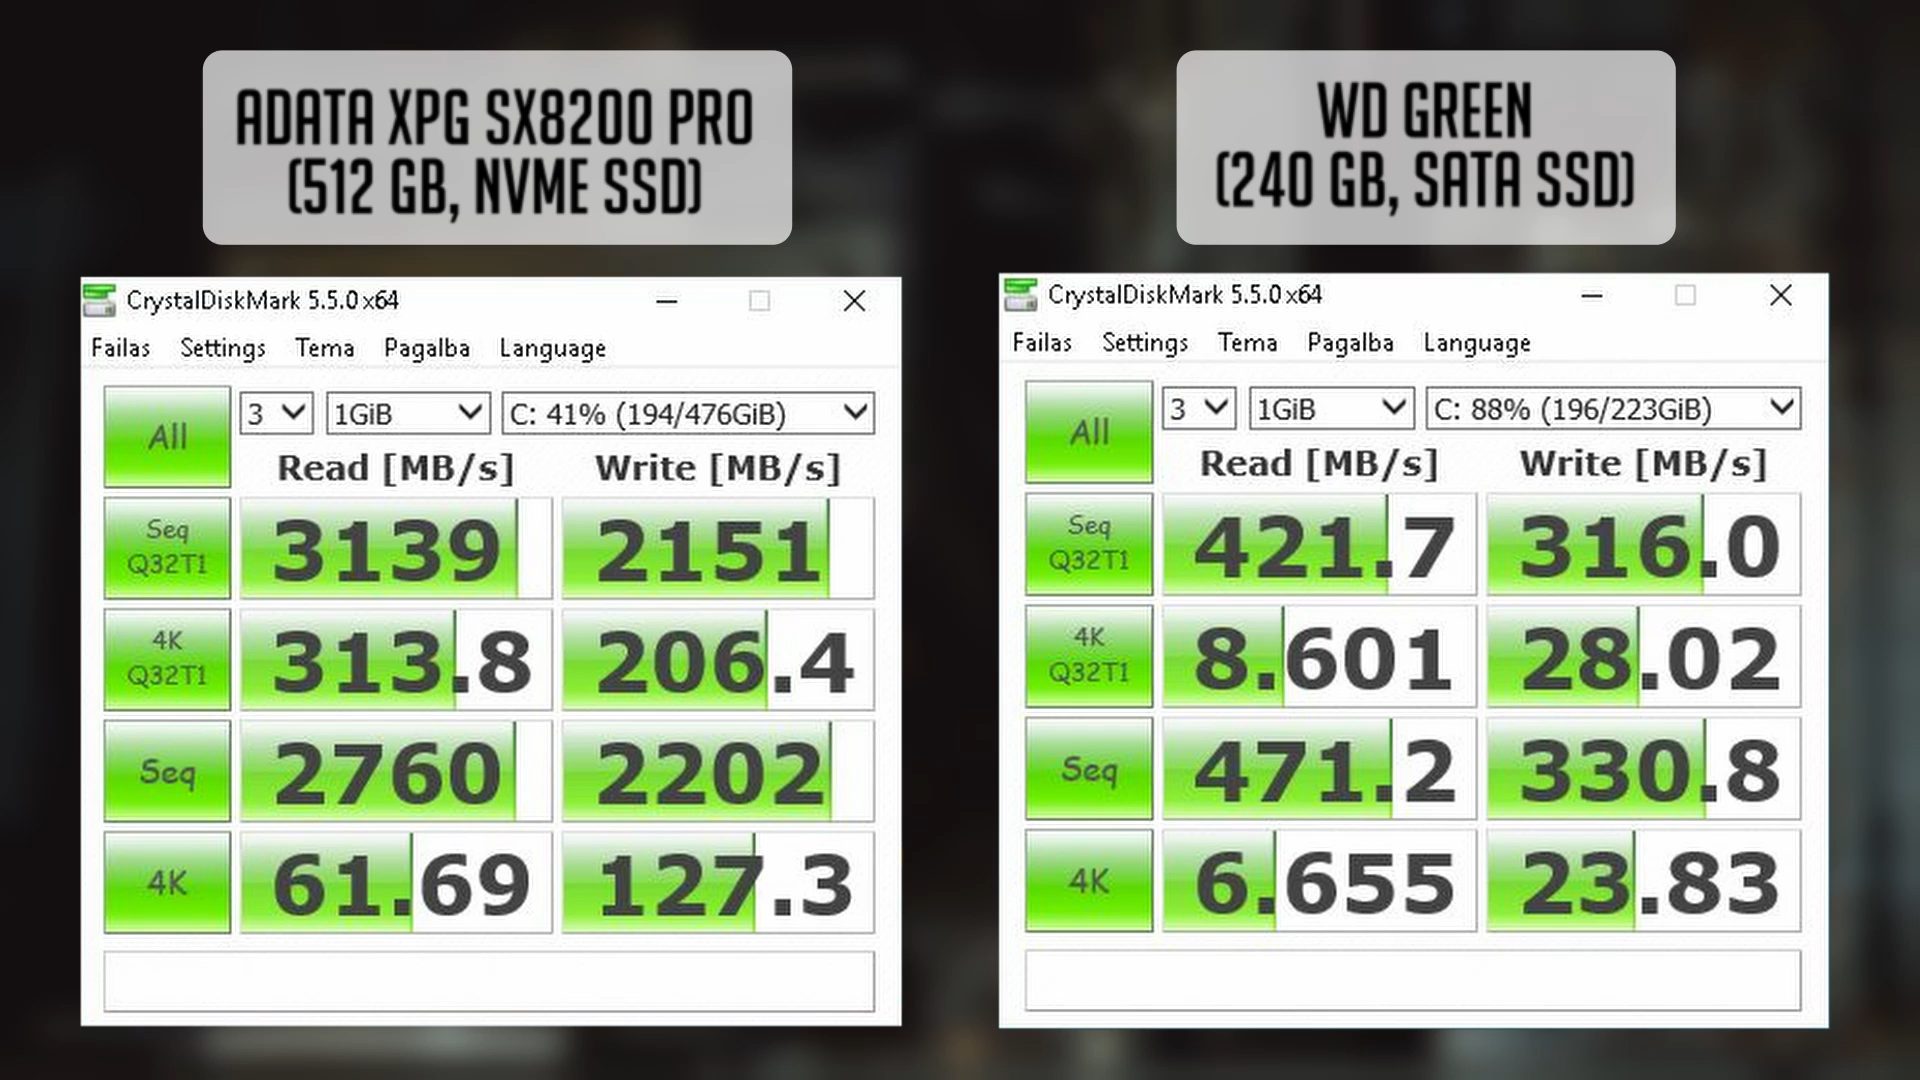 ADATA XPG SX8200 PRO
(512 GB, NVME SSD)
CrystalDiskMark 5.5.0 x64
Failas Settings Tema Pagalba Language
All 3 1GiB C: 41% (194/476GiB)
Read [MB/s] Write [MB/s]
Seq
Q32T1
3139 2151
4K
Q32T1
313.8 206.4
Seq 2760 2202
4K 61.69 127.3
WD GREEN
(240 GB, SATA SSD)
CrystalDiskMark 5.5.0 x64
Failas Settings Tema Pagalba Language
All 3 1GiB C: 88% (196/223GiB)
Read [MB/s] Write [MB/s]
Seq
Q32T1
421.7 316.0
4K
Q32T1
8.601 28.02
Seq 471.2 330.8
4K 6.655 23.83